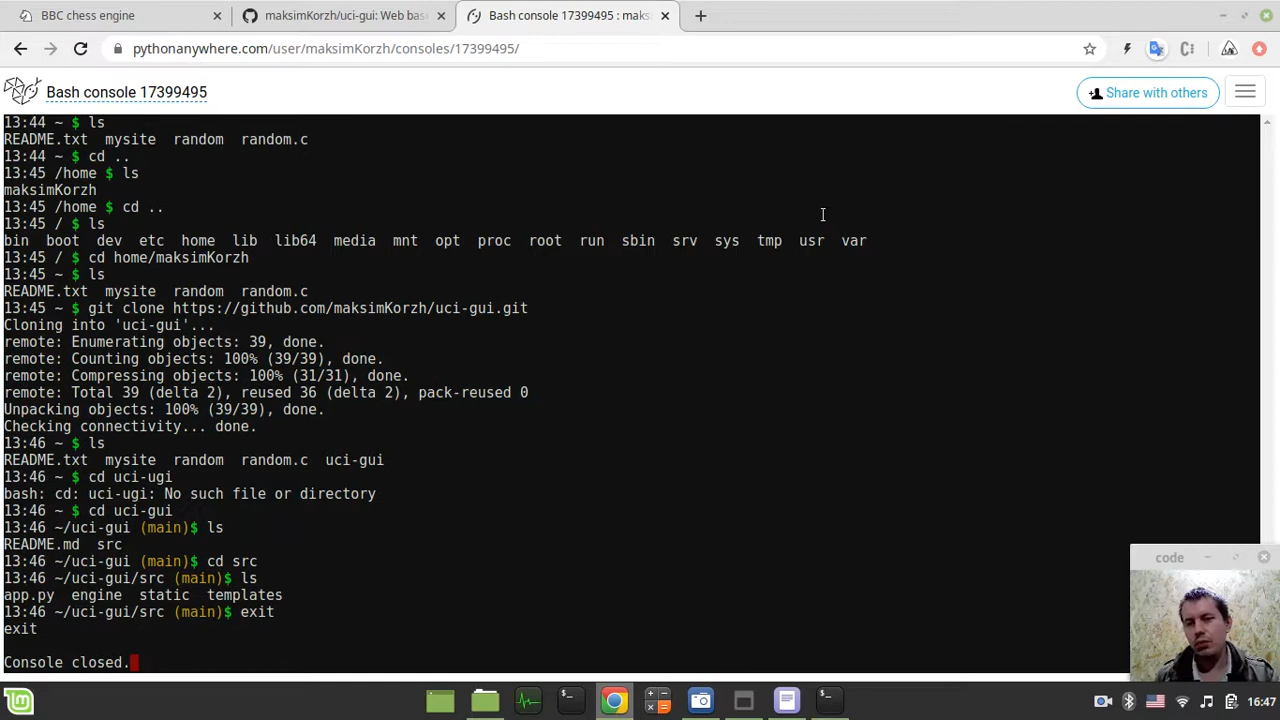 BBC chess engine
maksimKorzh/uci-gui: Web bas
Bash console 17399495 : maks
pythonanywhere.com/user/maksimKorzh/consoles/17399495/
Bash console 17399495
Share with others
13:44 ~ $ ls
README.txt mysite random random.c
13:44 ~ $ cd ..
13:45 /home $ ls
maksimKorzh
13:45 /home $ cd ..
13:45 / $ ls
bin boot dev etc home lib lib64 media mnt opt proc root run sbin srv sys tmp usr var
13:45 / $ cd home/maksimKorzh
13:45 ~ $ ls
README.txt mysite random random.c
13:45 ~ $ git clone https://github.com/maksimKorzh/uci-gui.git
Cloning into 'uci-gui'...
remote: Enumerating objects: 39, done.
remote: Counting objects: 100% (39/39), done.
remote: Compressing objects: 100% (31/31), done.
remote: Total 39 (delta 2), reused 36 (delta 2), pack-reused 0
Unpacking objects: 100% (39/39), done.
Checking connectivity... done.
13:46 ~ $ ls
README.txt mysite random random.c uci-gui
13:46 ~ $ cd uci-ugi
bash: cd: uci-ugi: No such file or directory
13:46 ~ $ cd uci-gui
13:46 ~/uci-gui (main)$ ls
README.md src
13:46 ~/uci-gui (main)$ cd src
13:46 ~/uci-gui/src (main)$ ls
app.py engine static templates
13:46 ~/uci-gui/src (main)$ exit
exit
Console closed.
code
16:47